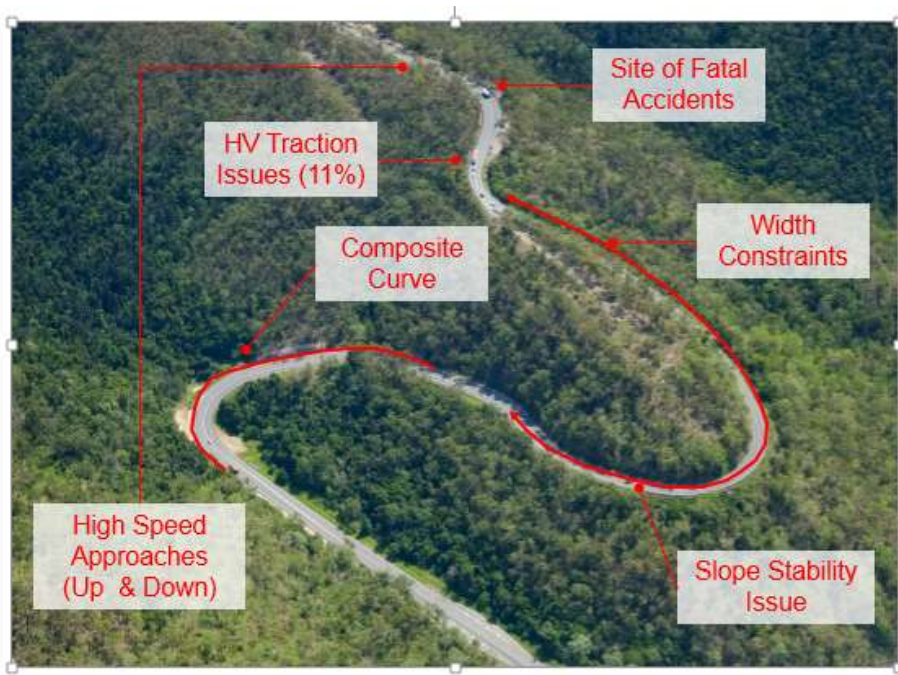 Site of Fatal
Accidents
HV Traction
Issues (11%)
Width
Constraints
Composite
Curve
High Speed
Approaches
(Up & Down)
Slope Stability
Issue